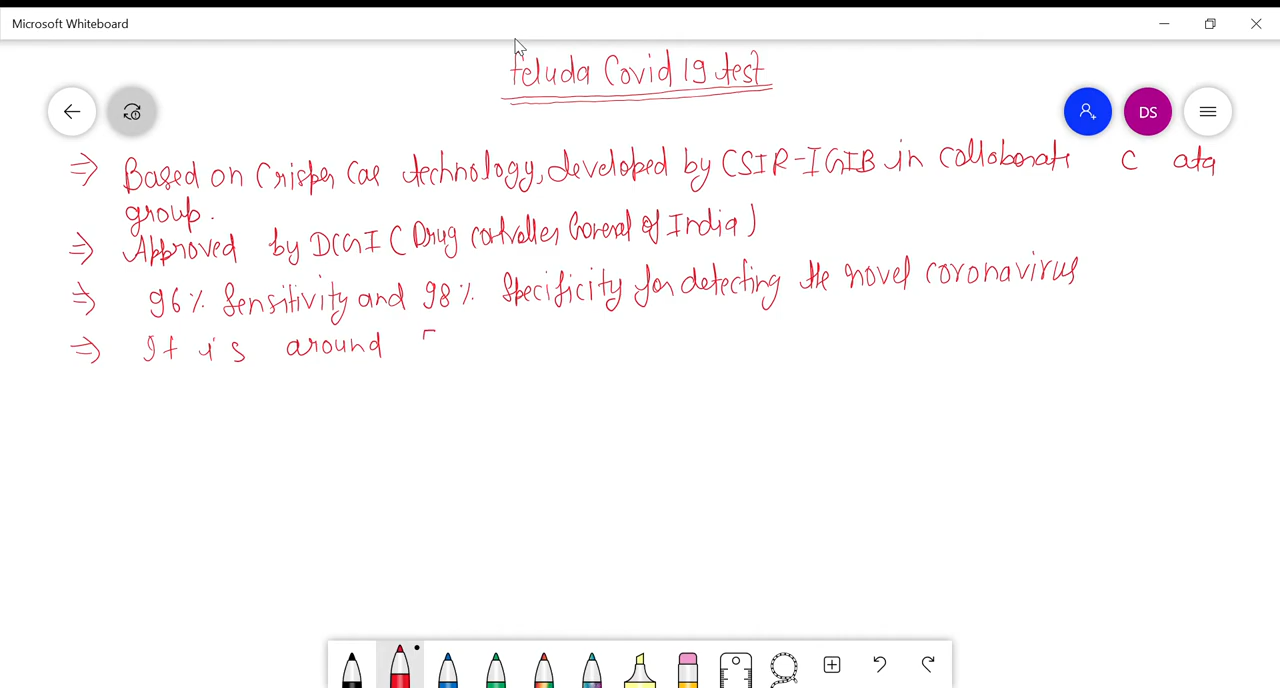 Microsoft Whiteboard
Feluda Covid 19 test
DS
⇒ Based on Crisper Cas technology, developed by CSIR-IGIB in collaborate c ata
group.
⇒ Approved by DCGI (Drug controller General of India)
⇒ 96% Sensitivity and 98% Specificity for detecting the novel coronavirus
⇒ It is around